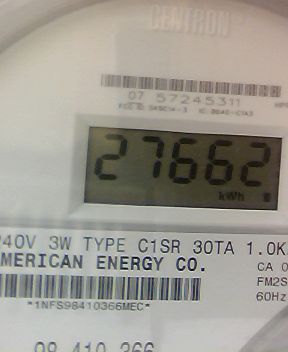 CENTRON
07 57245311
27662
kWh
240V 3W TYPE C1SR 30TA 1.0K
AMERICAN ENERGY CO.
CA 0
FM2S
60Hz
*1NFS98410366MEC*
98 410 366